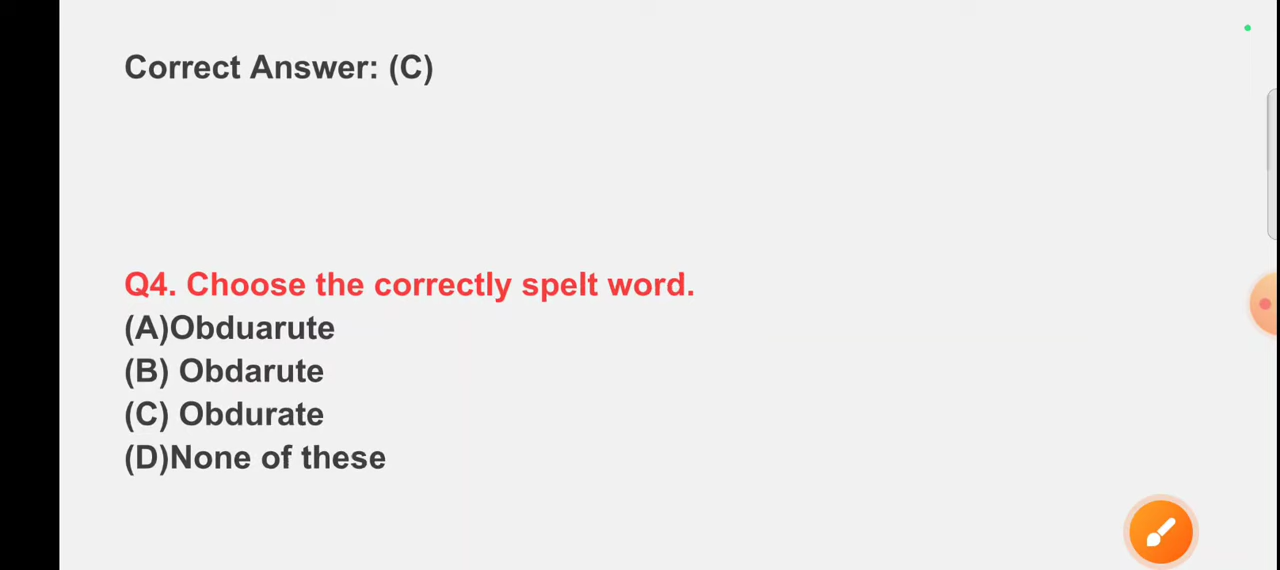 Correct Answer: (C)
Q4. Choose the correctly spelt word.
(A)Obduarute
(B) Obdarute
(C) Obdurate
(D)None of these